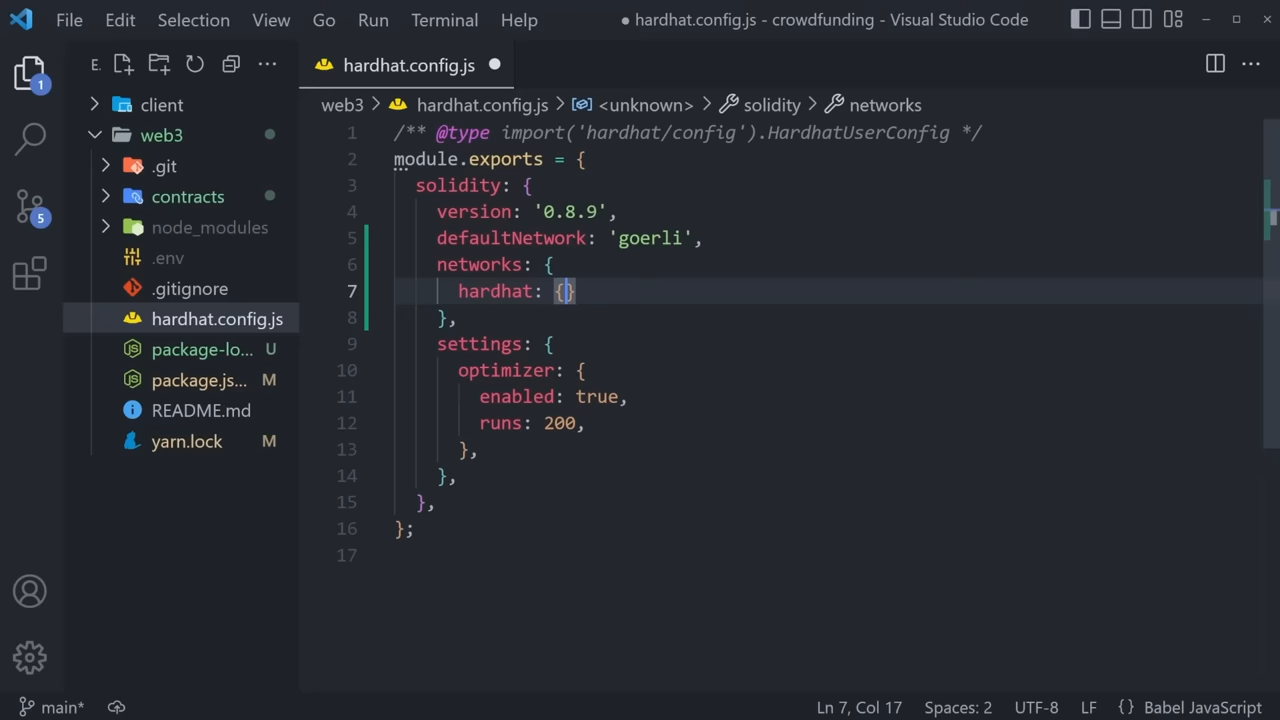 File Edit Selection View Go Run Terminal Help ● hardhat.config.js - crowdfunding - Visual Studio Code
1
5
E.
client
web3
.git
contracts
node_modules
.env
.gitignore
hardhat.config.js
package-lo... U
package.js... M
README.md
yarn.lock M
hardhat.config.js
web3 > hardhat.config.js > <unknown> > solidity > networks
1 /** @type import('hardhat/config').HardhatUserConfig */
2 module.exports = {
3 solidity: {
4 version: '0.8.9',
5 defaultNetwork: 'goerli',
6 networks: {
7 hardhat: {}
8 },
9 settings: {
10 optimizer: {
11 enabled: true,
12 runs: 200,
13 },
14 },
15 },
16 };
17
main* Ln 7, Col 17 Spaces: 2 UTF-8 LF {} Babel JavaScript